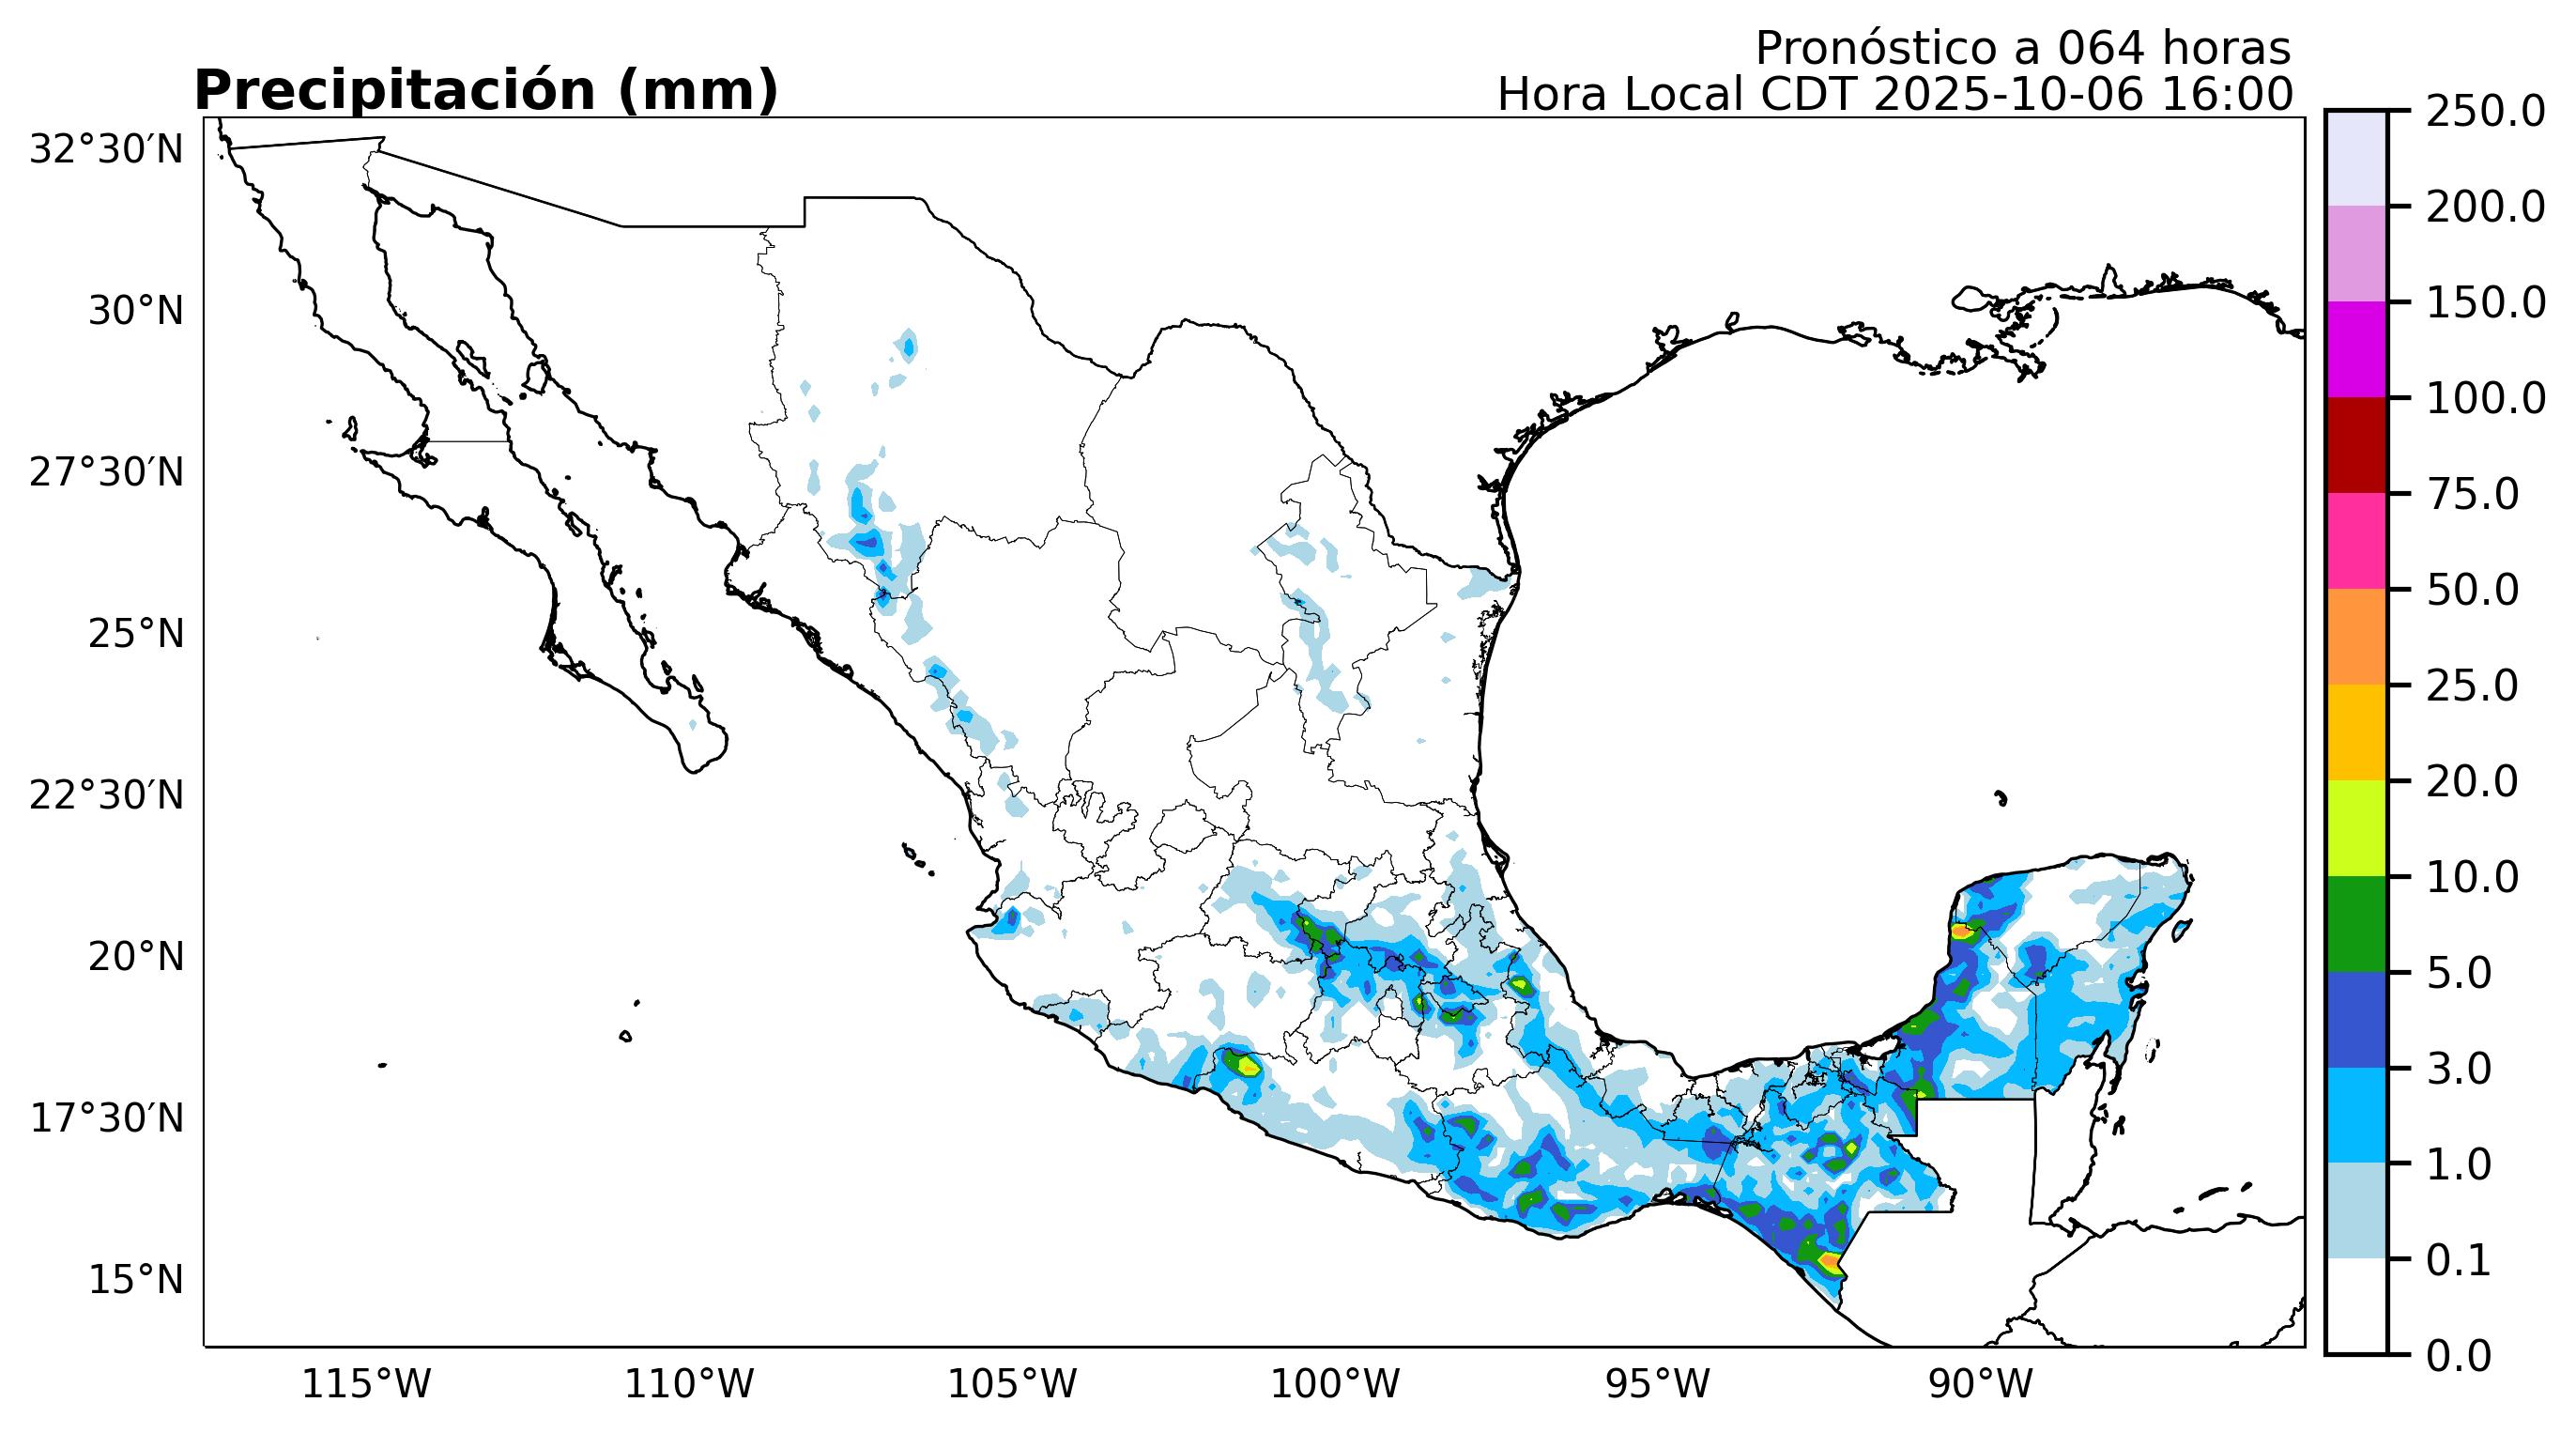 Pronóstico a 064 horas
Precipitación (mm)
Hora Local CDT 2025-10-06 16:00
32°30′N
30°N
27°30′N
25°N
22°30′N
20°N
17°30′N
15°N
115°W
110°W
105°W
100°W
95°W
90°W
250.0
200.0
150.0
100.0
75.0
50.0
25.0
20.0
10.0
5.0
3.0
1.0
0.1
0.0